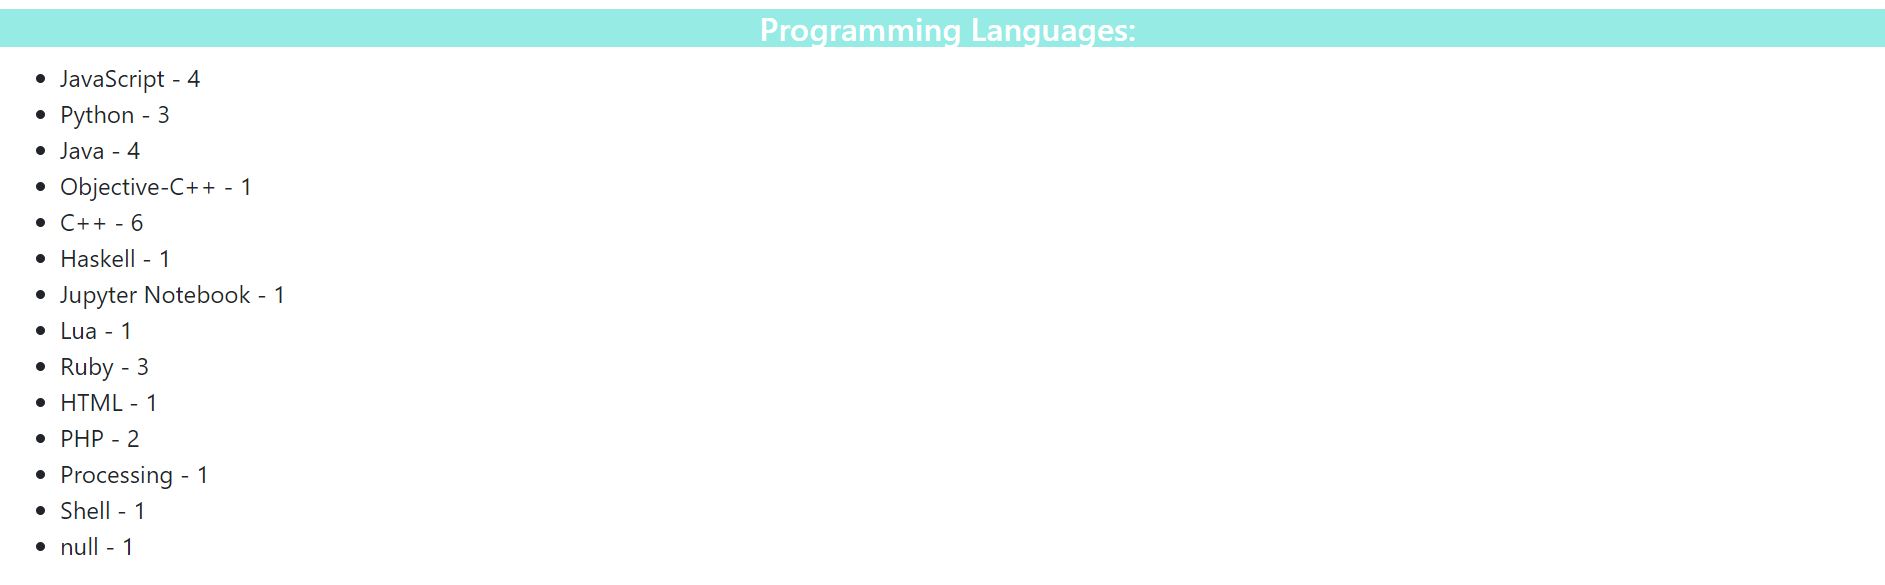 Programming Languages:
JavaScript - 4
Python - 3
Java - 4
Objective-C++ - 1
C++ - 6
Haskell - 1
Jupyter Notebook - 1
Lua - 1
Ruby - 3
HTML - 1
PHP - 2
Processing - 1
Shell - 1
null - 1